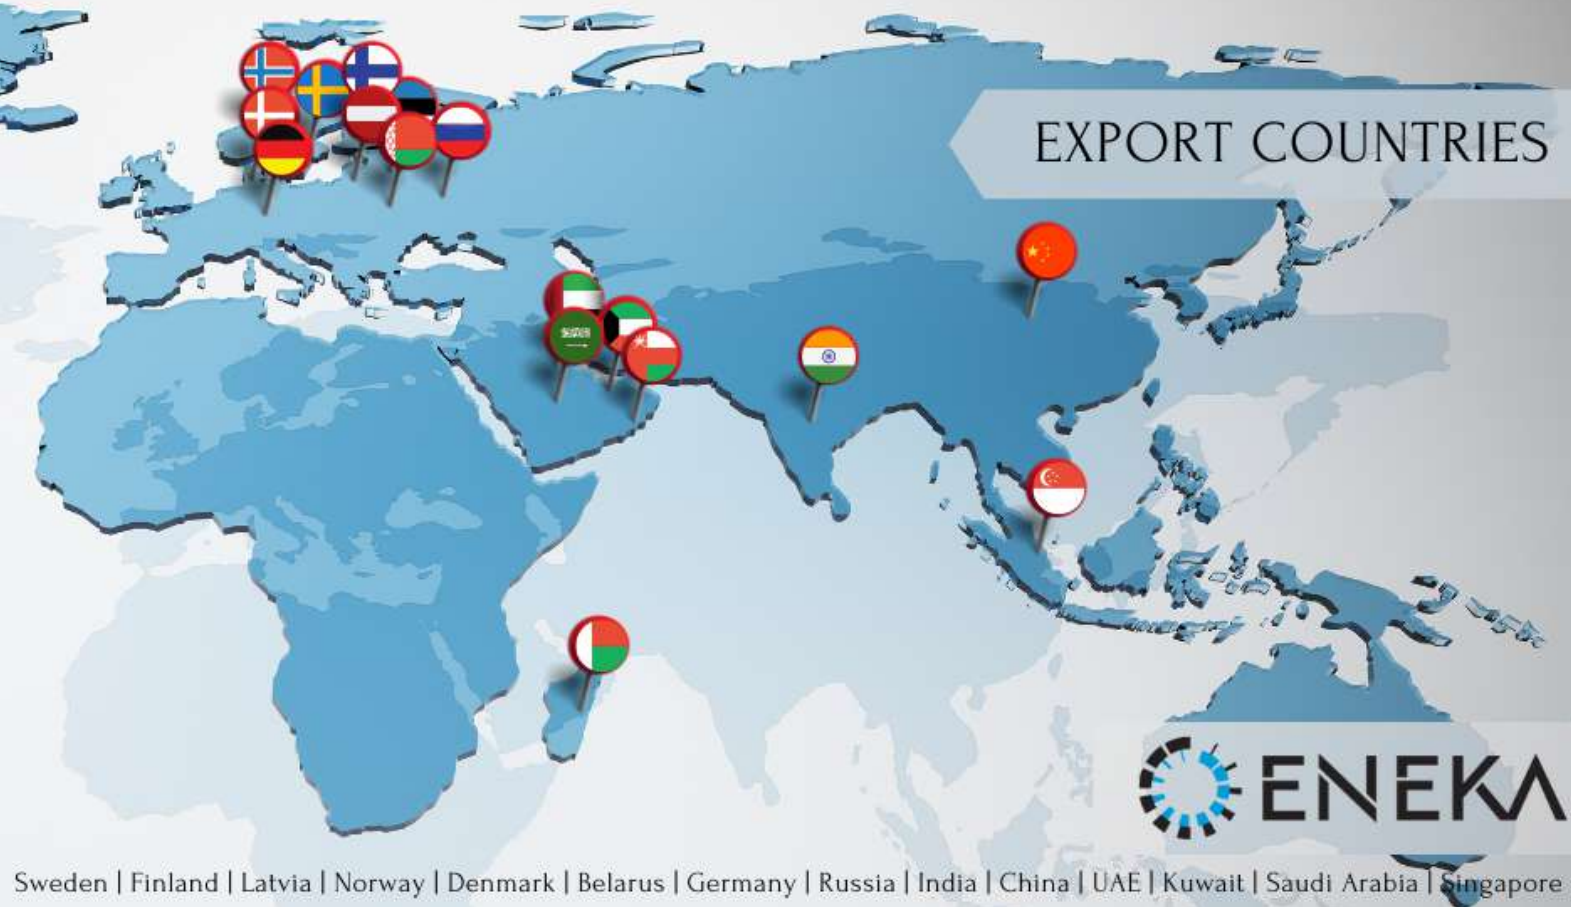 EXPORT COUNTRIES
ENEKA
Sweden | Finland | Latvia | Norway | Denmark | Belarus | Germany | Russia | India | China | UAE | Kuwait | Saudi Arabia | Singapore